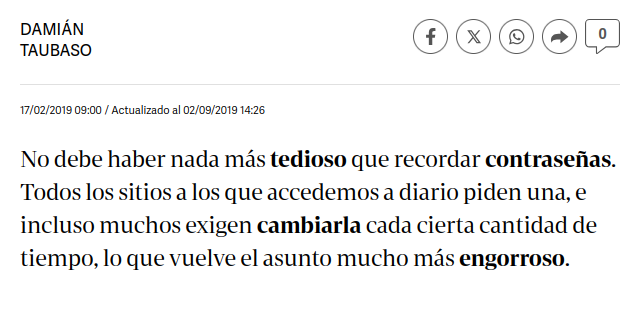 DAMIÁN
TAUBASO
0
17/02/2019 09:00 / Actualizado al 02/09/2019 14:26
No debe haber nada más tedioso que recordar contraseñas.
Todos los sitios a los que accedemos a diario piden una, e
incluso muchos exigen cambiarla cada cierta cantidad de
tiempo, lo que vuelve el asunto mucho más engorroso.